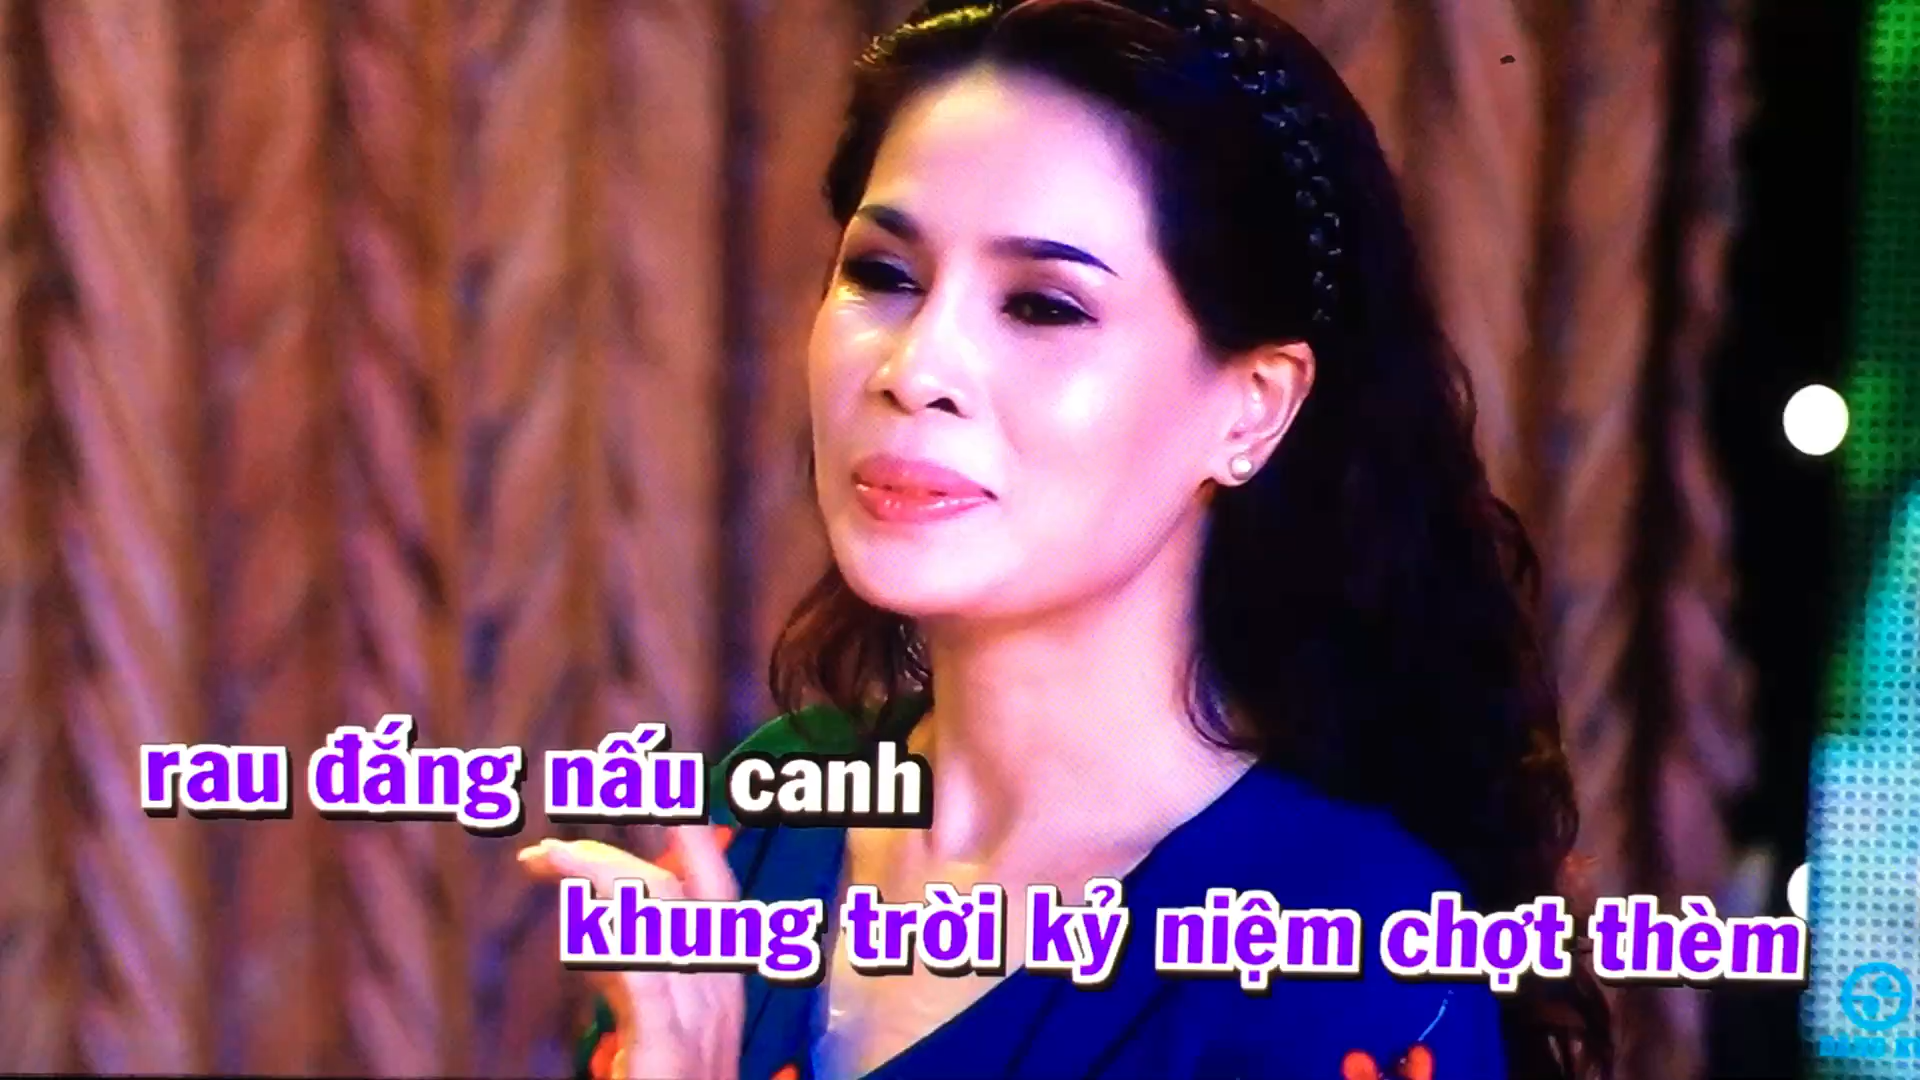 rau đắng nấu canh
khung trời kỷ niệm chợt thèm